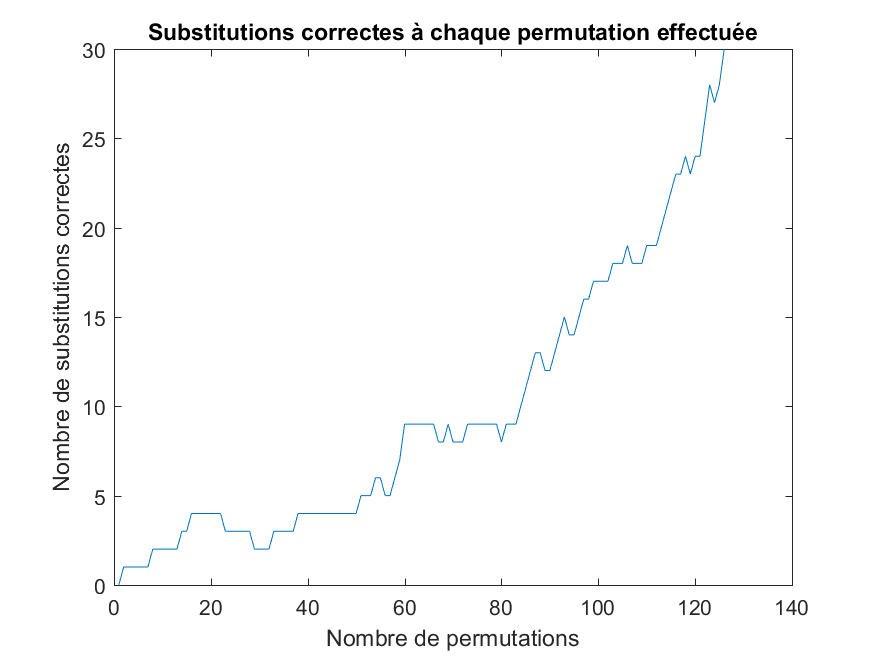 Substitutions correctes à chaque permutation effectuée
30
25
20
15
10
5
0
Nombre de substitutions correctes
0 20 40 60 80 100 120 140
Nombre de permutations